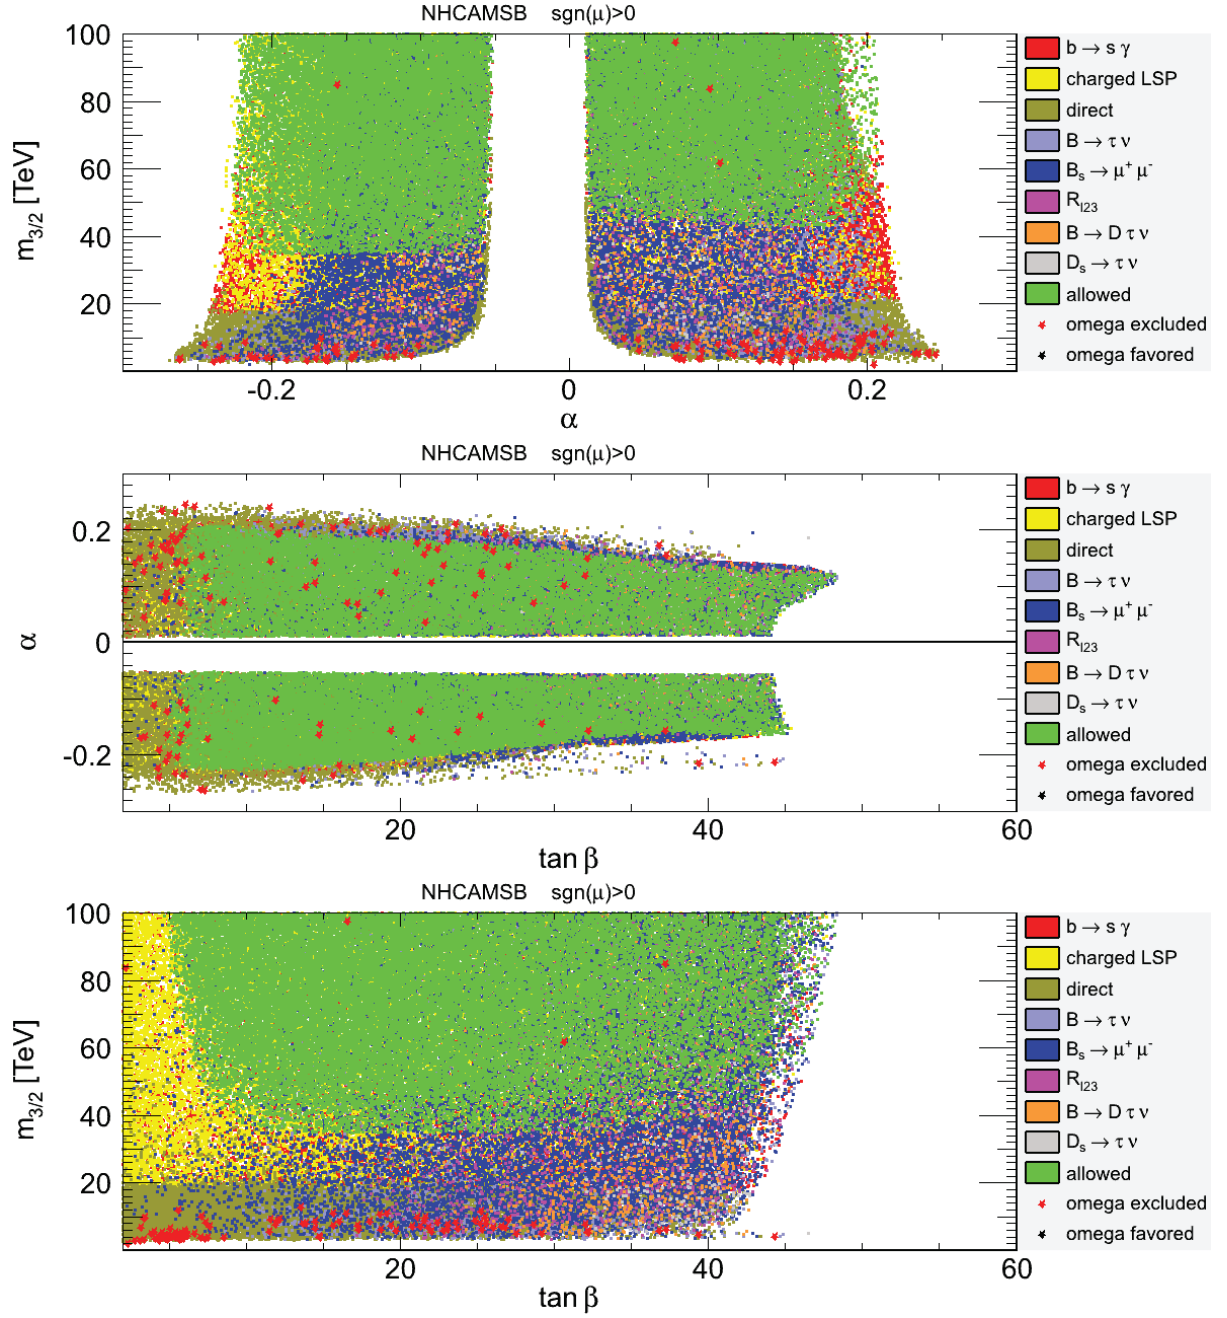 NHCAMSB sgn(μ)>0
100
80
60
40
20
m3/2 [TeV]
-0.2
0
0.2
α
b → s γ
charged LSP
direct
B → τ ν
Bs → μ+ μ-
Rl23
B → D τ ν
Ds → τ ν
allowed
omega excluded
omega favored
NHCAMSB sgn(μ)>0
0.2
0
-0.2
α
20
40
60
tan β
b → s γ
charged LSP
direct
B → τ ν
Bs → μ+ μ-
Rl23
B → D τ ν
Ds → τ ν
allowed
omega excluded
omega favored
NHCAMSB sgn(μ)>0
100
80
60
40
20
m3/2 [TeV]
20
40
60
tan β
b → s γ
charged LSP
direct
B → τ ν
Bs → μ+ μ-
Rl23
B → D τ ν
Ds → τ ν
allowed
omega excluded
omega favored